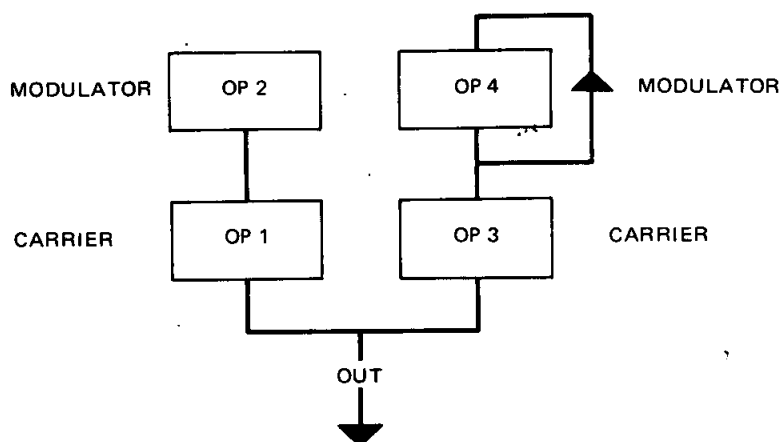 MODULATOR OP 2 OP 4 MODULATOR
CARRIER OP 1 OP 3 CARRIER
OUT